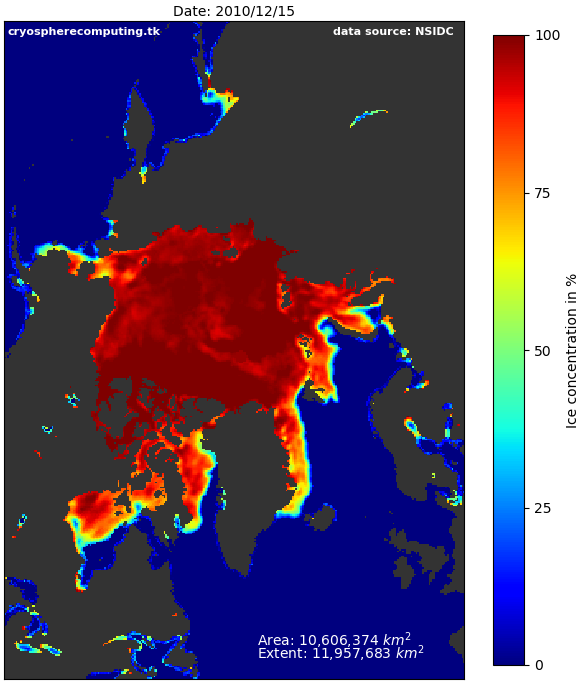 Date: 2010/12/15
cryospherecomputing.tk data source: NSIDC
100
75
50
25
0
Ice concentration in %
Area: 10,606,374 km²
Extent: 11,957,683 km²